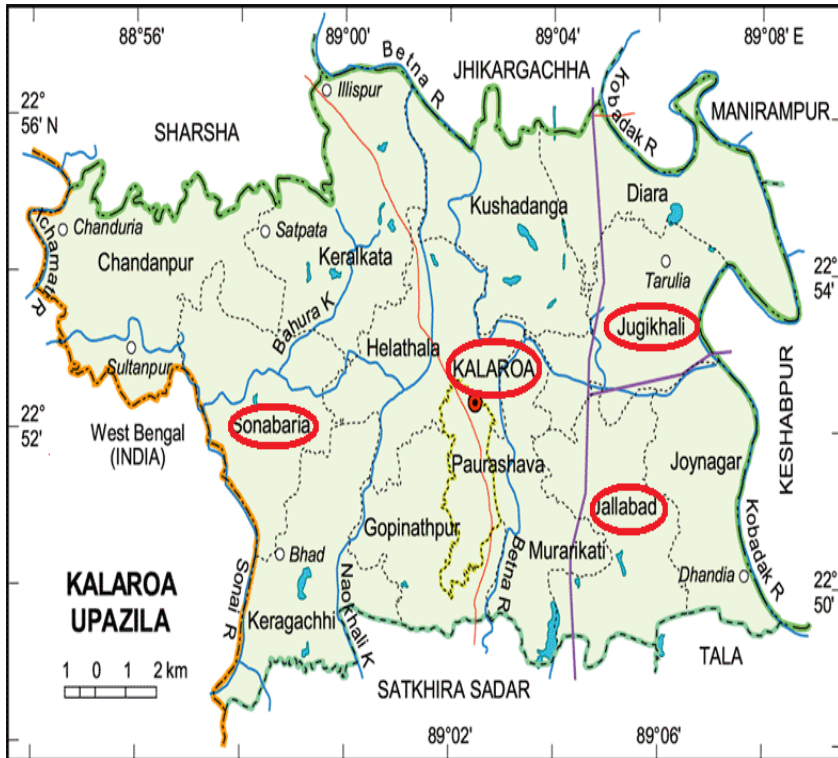 88°56'
89°00'
89°04'
89°08' E
Betna R
JHIKARGACHHA
Kobadak R
MANIRAMPUR
Illispur
22°
56' N
SHARSHA
Diara
Kushadanga
Ichamati R
Chanduria
Satpata
Keralkata
Chandanpur
Tarulia
22°
54'
Bahura K
Jugikhali
Sultanpur
Helathala
KALAROA
KESHABPUR
22°
52'
Sonabaria
West Bengal
(INDIA)
Paurashava
Joynagar
Jallabad
Gopinathpur
Murarikati
Betna R
Kobadak R
Bhad
Dhandia
22°
50'
KALAROA
UPAZILA
Sonai R
Naokhali K
Keragachhi
1 0 1 2 km
TALA
SATKHIRA SADAR
89°02'
89°06'